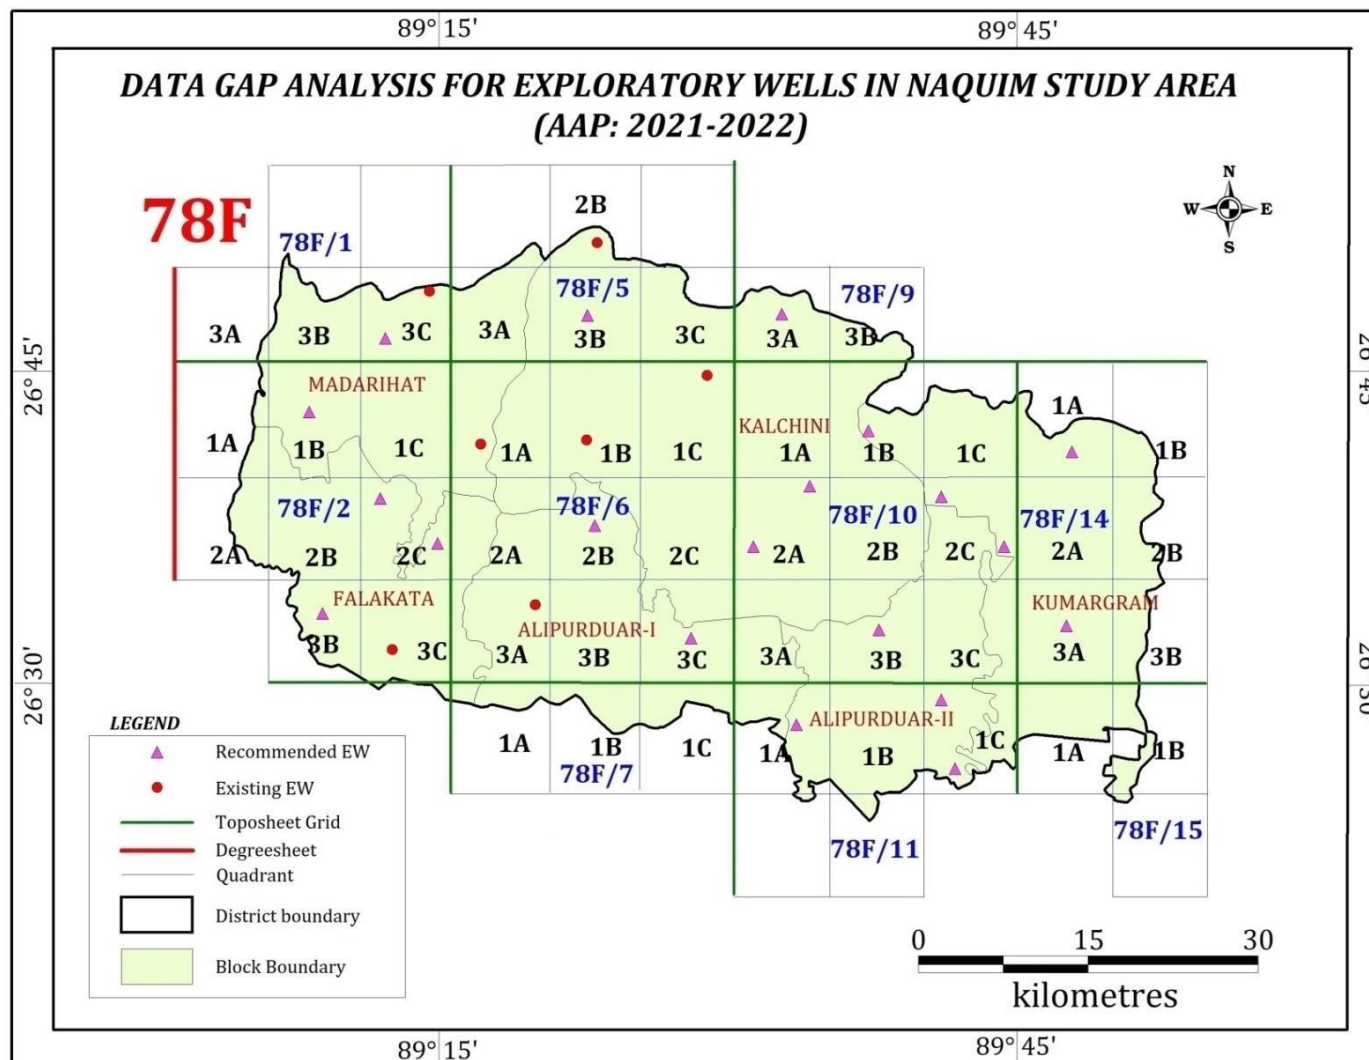 89° 15'
89° 45'
DATA GAP ANALYSIS FOR EXPLORATORY WELLS IN NAQUIM STUDY AREA
(AAP: 2021-2022)
N
W E
S
78F
2B
78F/1
78F/5
78F/9
3A 3B 3C 3A 3B 3C 3A 3B
26° 45'
26° 45'
MADARIHAT
1A
KALCHINI
1A 1B 1C 1A 1B 1C 1A 1B 1C 1B
78F/2
78F/6
78F/10
78F/14
2A 2B 2C 2A 2B 2C 2A 2B 2C 2A 2B
FALAKATA
ALIPURDUAR-I
KUMARGRAM
3B 3C 3A 3B 3C 3A 3B 3C 3A 3B
26° 30'
26° 30'
ALIPURDUAR-II
1A 1B 1C 1A 1B 1C 1A 1B
78F/7
78F/11
78F/15
LEGEND
Recommended EW
Existing EW
Toposheet Grid
Degreesheet
Quadrant
District boundary
Block Boundary
0 15 30
kilometres
89° 15'
89° 45'